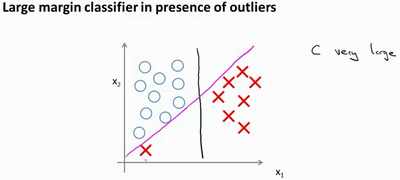 Large margin classifier in presence of outliers
C very large
x2
x1